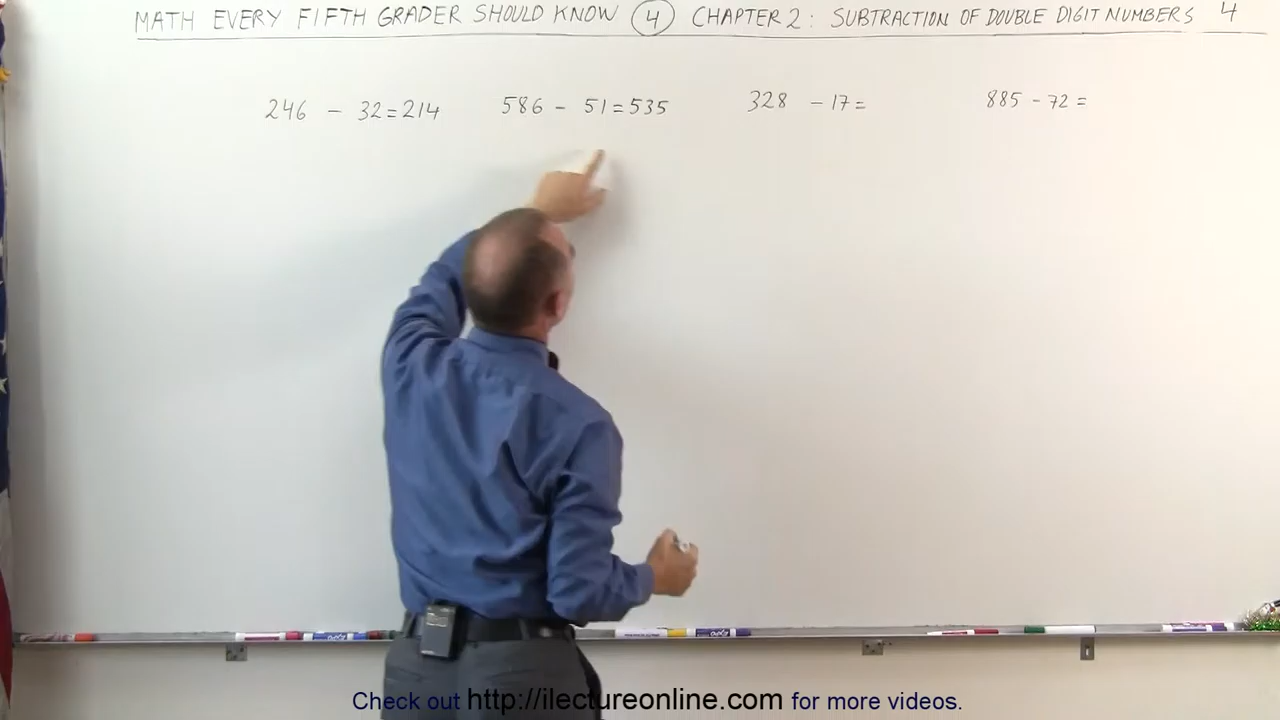 MATH EVERY FIFTH GRADER SHOULD KNOW 4 CHAPTER 2: SUBTRACTION OF DOUBLE DIGIT NUMBERS 4
246 - 32 = 214 586 - 51 = 535 328 - 17 = 885 - 72 =
Check out http://ilectureonline.com for more videos.